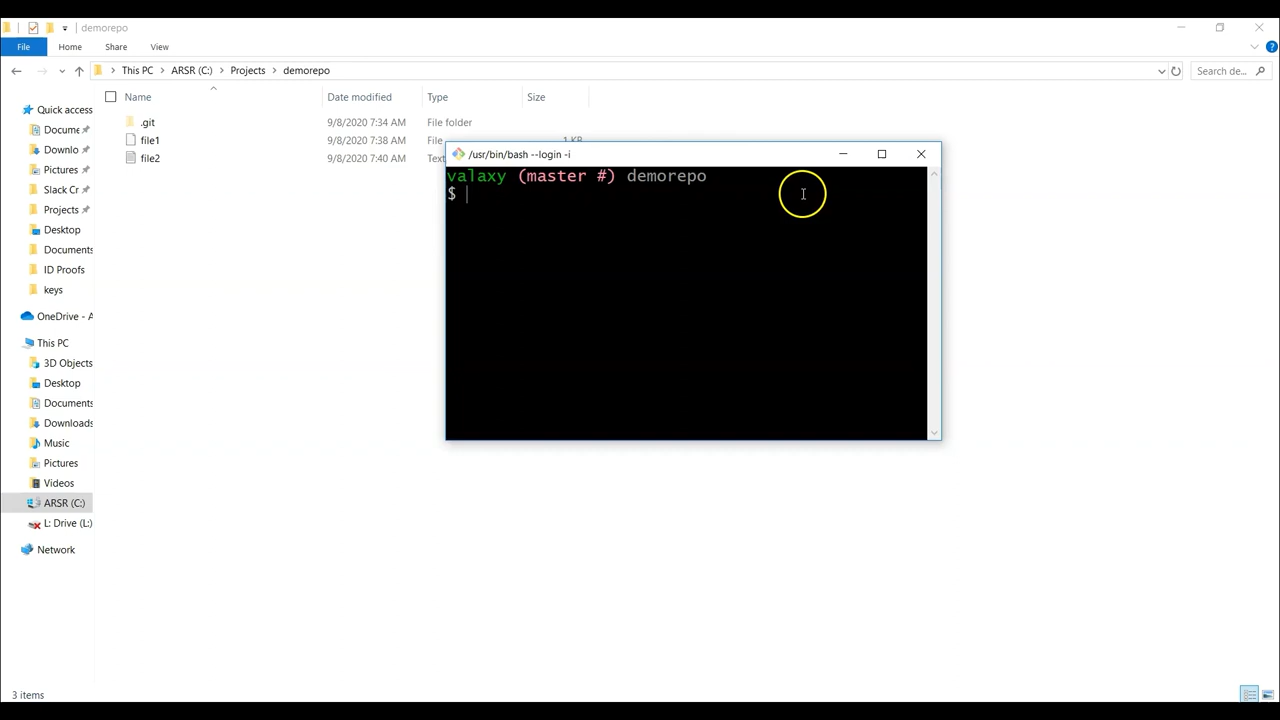 demorepo
File Home Share View
This PC ARSR (C:) Projects demorepo Search de...
Name Date modified Type Size
.git 9/8/2020 7:34 AM File folder
file1 9/8/2020 7:38 AM File 1 KB
file2 9/8/2020 7:40 AM Text
Quick access
Docume
Downlo
Pictures
Slack Cr
Projects
Desktop
Documents
ID Proofs
keys
OneDrive - A
This PC
3D Objects
Desktop
Documents
Downloads
Music
Pictures
Videos
ARSR (C:)
L: Drive (L:)
Network
/usr/bin/bash --login -i
valaxy (master #) demorepo
$
3 items